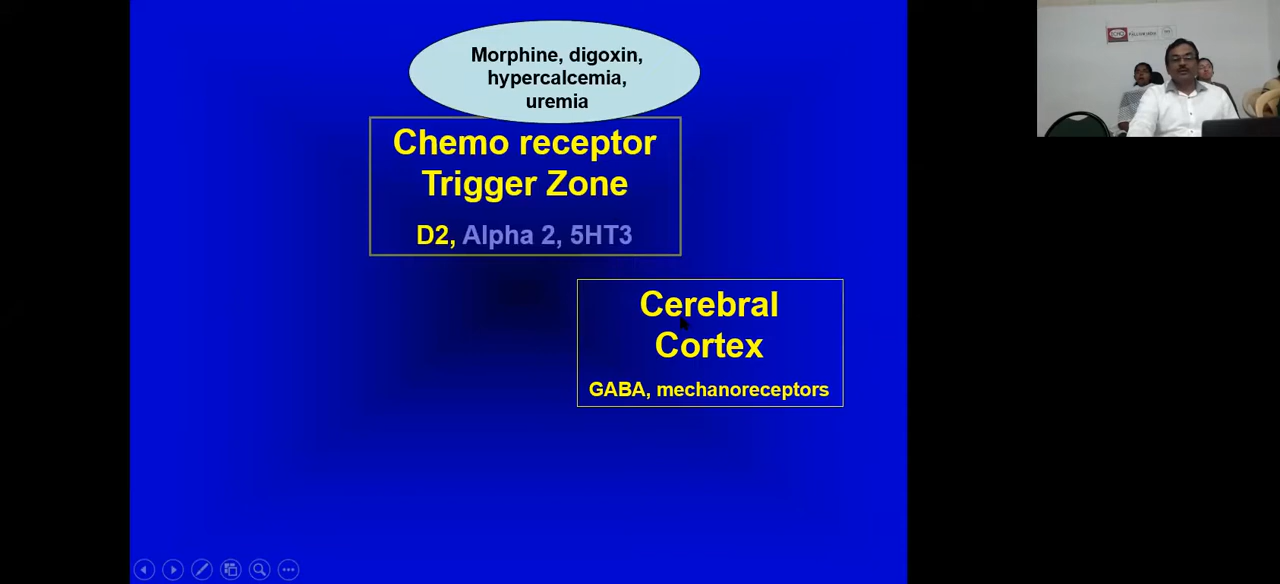 Morphine, digoxin,
hypercalcemia,
uremia
Chemo receptor
Trigger Zone
D2, Alpha 2, 5HT3
Cerebral
Cortex
GABA, mechanoreceptors